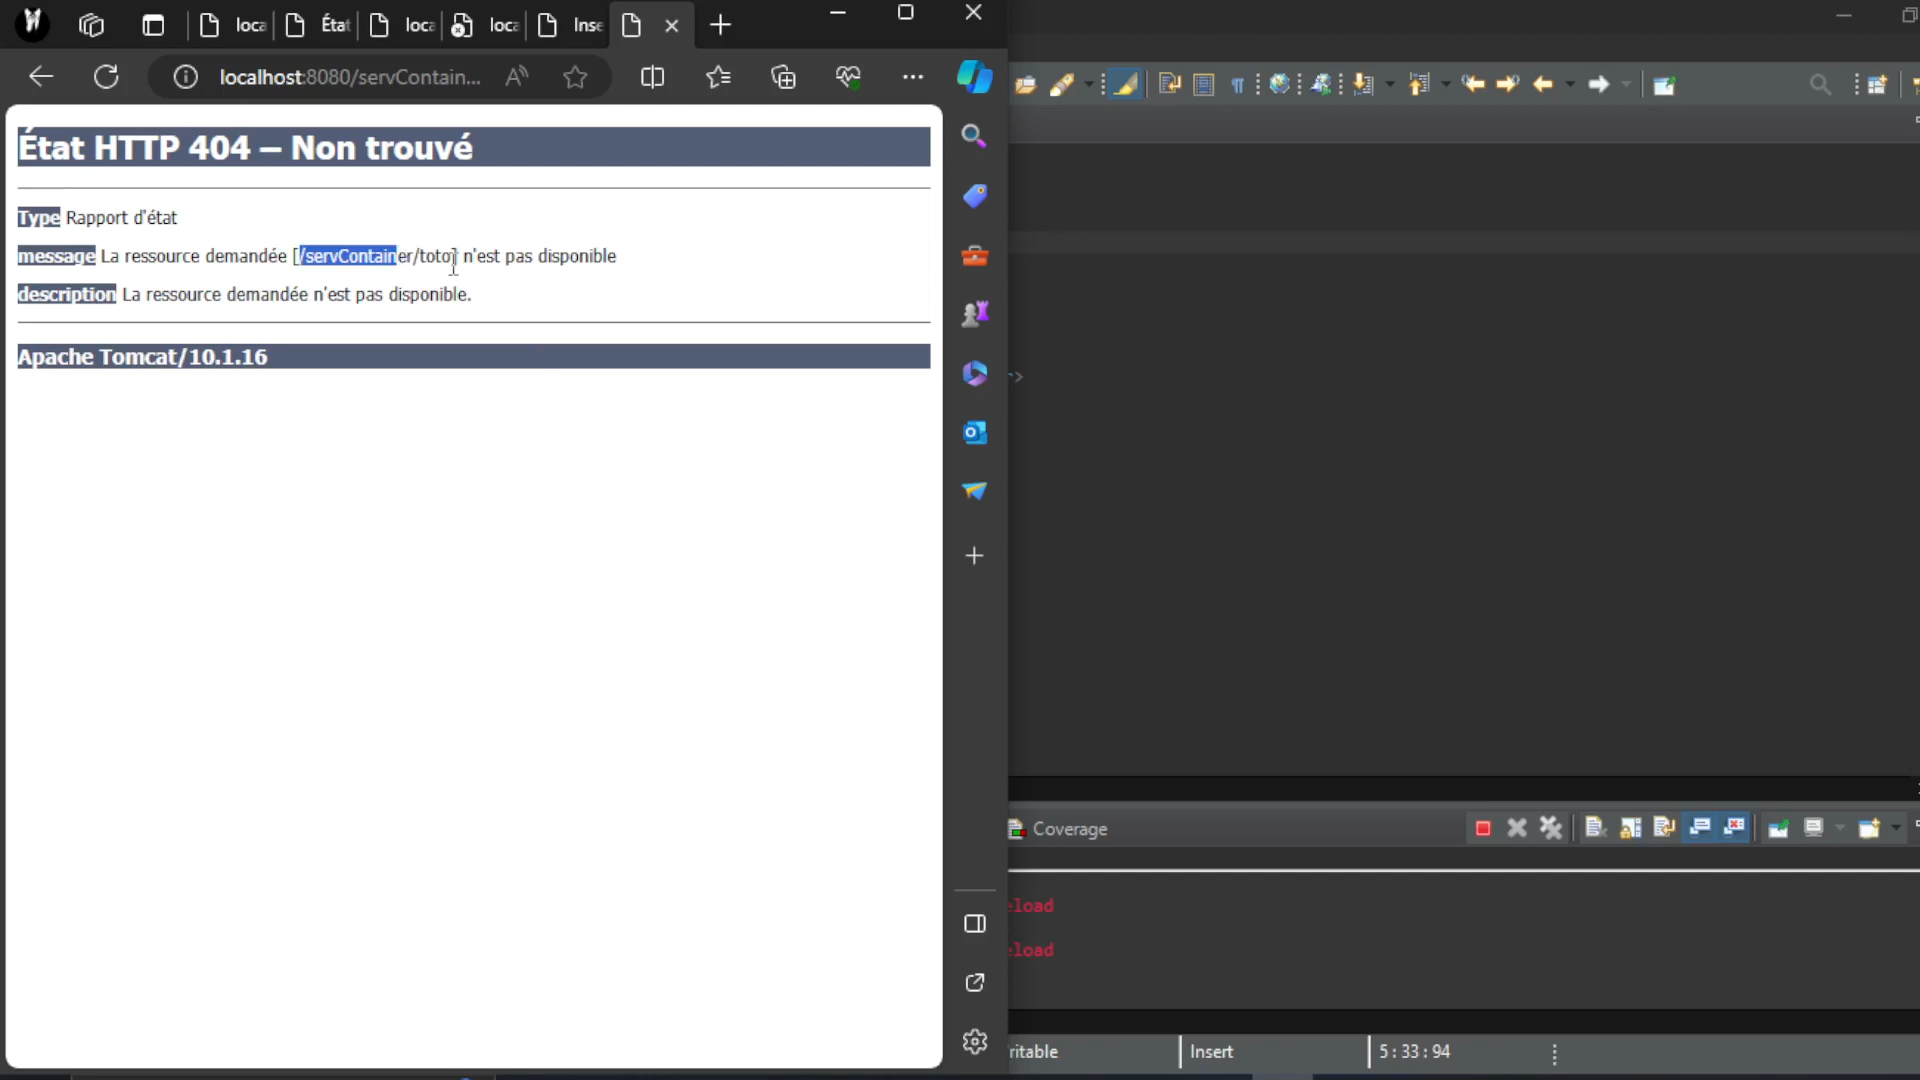 loca
État
loca
loca
Inse
localhost:8080/servContain...
État HTTP 404 – Non trouvé
Type Rapport d'état
message La ressource demandée [/servContainer/toto] n'est pas disponible
description La ressource demandée n'est pas disponible.
Apache Tomcat/10.1.16
Coverage
eload
eload
ritable
Insert
5 : 33 : 94